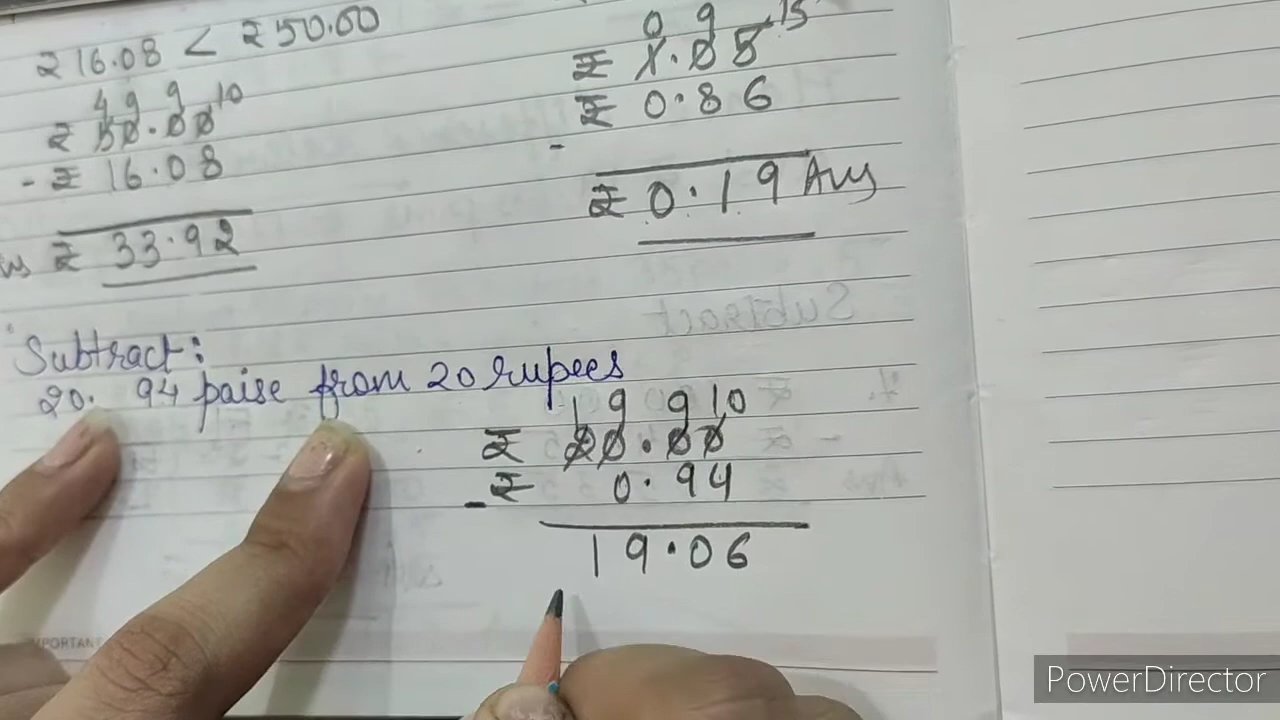 ₹ 16.08 < ₹ 50.00
4 9 9 10
₹ 50.00
- ₹ 16.08
₹ 33.92
0 9 15
₹ 1.05
- ₹ 0.86
₹ 0.19 Ans
Subtract:
20. 94 paise from 20 rupees
1 9 9 10
₹ 20.00
- ₹ 0.94
19.06
PowerDirector